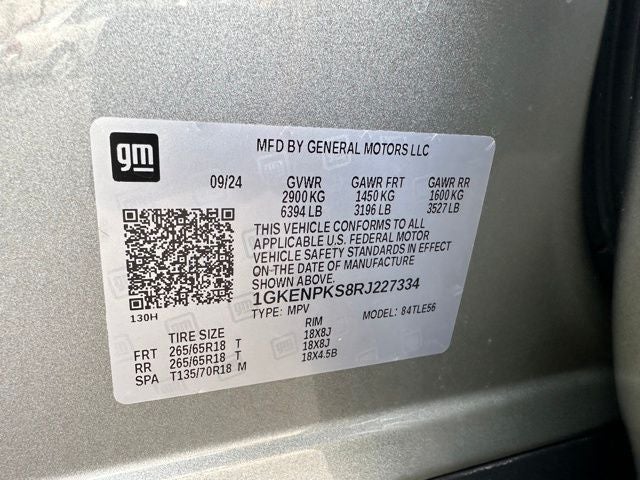 gm
MFD BY GENERAL MOTORS LLC
09/24 GVWR GAWR FRT GAWR RR
2900 KG 1450 KG 1600 KG
6394 LB 3196 LB 3527 LB
THIS VEHICLE CONFORMS TO ALL
APPLICABLE U.S. FEDERAL MOTOR
VEHICLE SAFETY STANDARDS IN EFFECT
ON THE DATE OF MANUFACTURE
SHOWN ABOVE.
1GKENPKS8RJ227334
130H
TYPE: MPV MODEL: 84TLE56
TIRE SIZE RIM
FRT 265/65R18 T 18X8J
RR 265/65R18 T 18X8J
SPA T135/70R18 M 18X4.5B